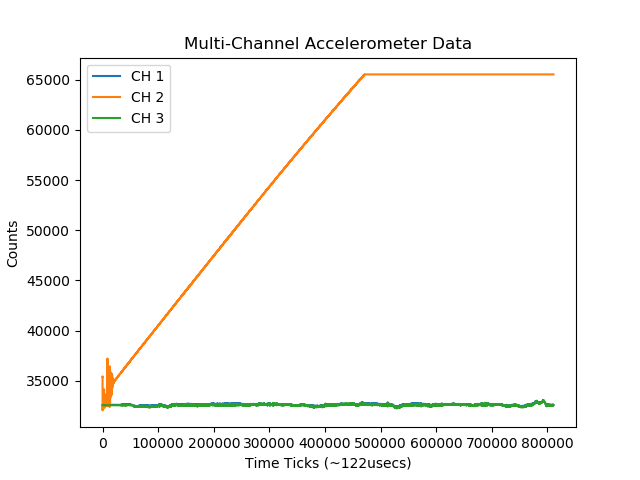 Multi-Channel Accelerometer Data
CH 1
CH 2
CH 3
65000
60000
55000
50000
45000
40000
35000
Counts
0 100000 200000 300000 400000 500000 600000 700000 800000
Time Ticks (~122usecs)